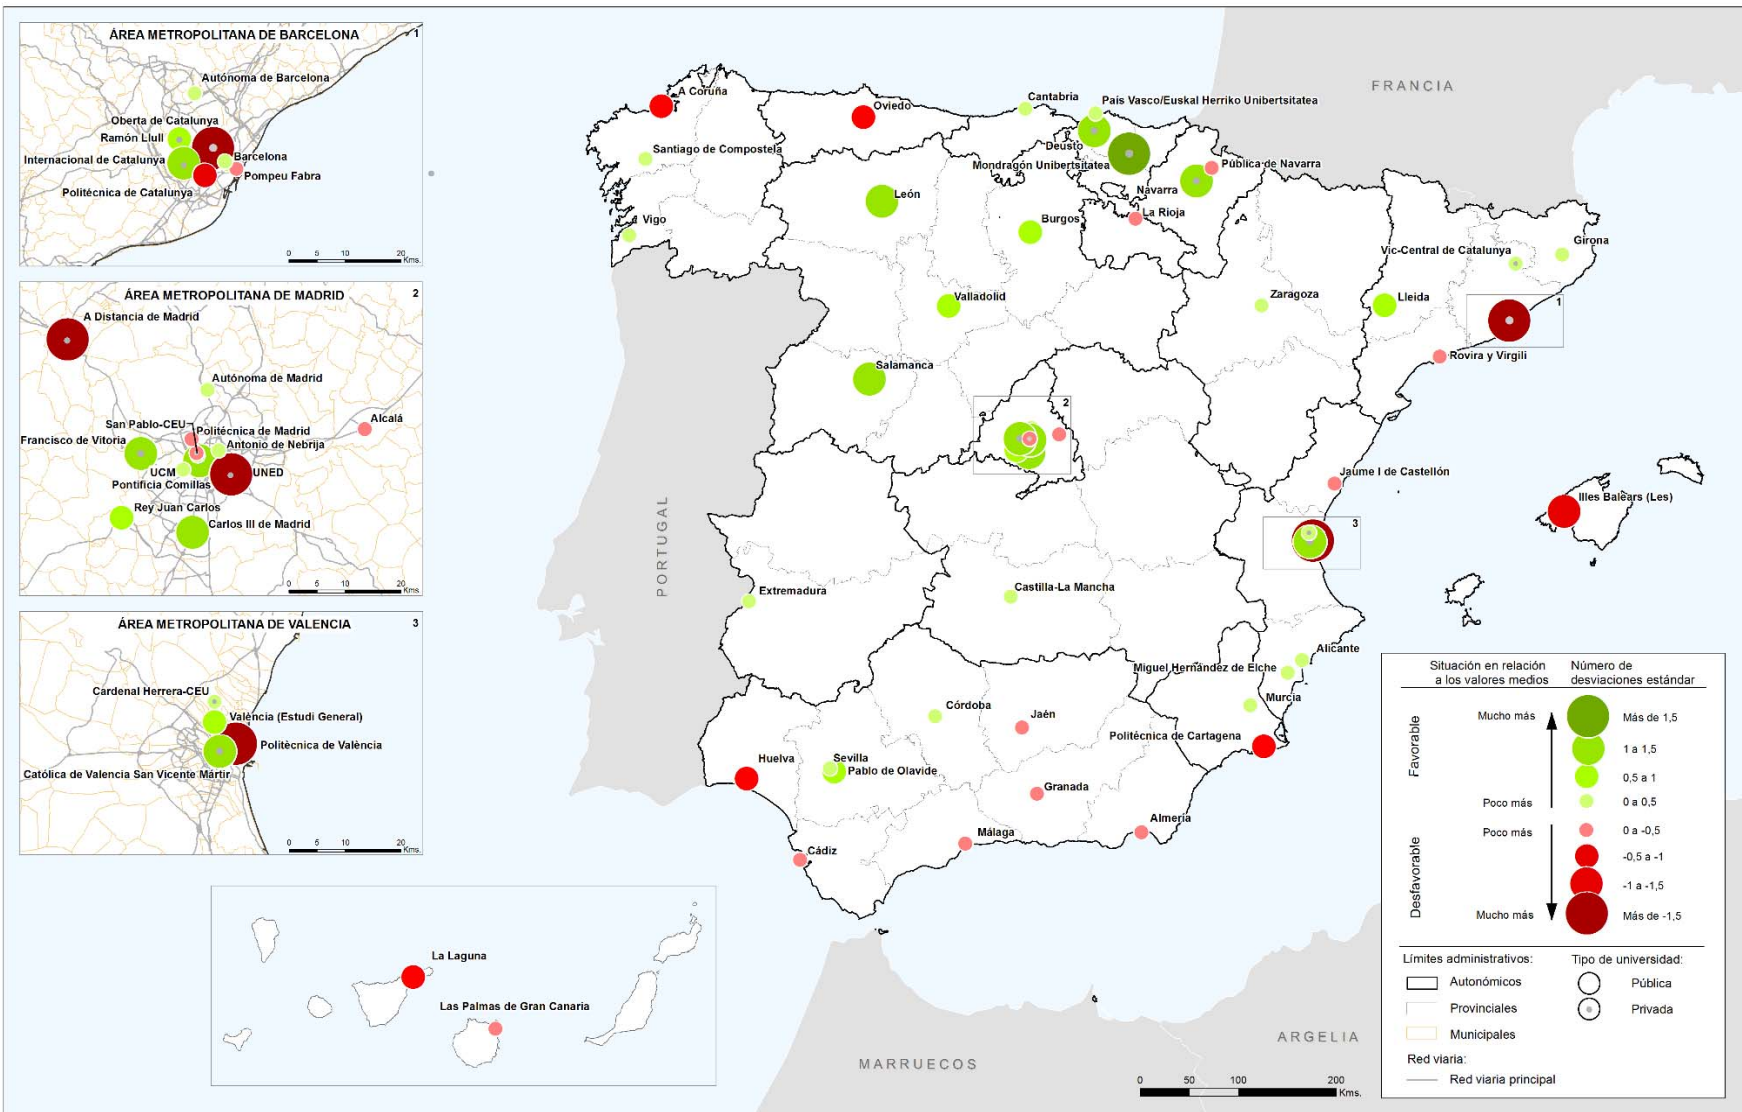 ÁREA METROPOLITANA DE BARCELONA
1
Autónoma de Barcelona
Oberta de Catalunya
Ramón Llull
Internacional de Catalunya
Barcelona
Pompeu Fabra
Politécnica de Catalunya
0 5 10 20
Kms.
ÁREA METROPOLITANA DE MADRID
2
A Distancia de Madrid
Autónoma de Madrid
San Pablo-CEU
Politécnica de Madrid
Alcalá
Francisco de Vitoria
Antonio de Nebrija
UCM
UNED
Pontificia Comillas
Rey Juan Carlos
Carlos III de Madrid
0 5 10 20
Kms.
ÁREA METROPOLITANA DE VALENCIA
3
Cardenal Herrera-CEU
València (Estudi General)
Politècnica de València
Católica de Valencia San Vicente Mártir
0 5 10 20
Kms.
La Laguna
Las Palmas de Gran Canaria
FRANCIA
A Coruña
Oviedo
Cantabria
País Vasco/Euskal Herriko Unibertsitatea
Santiago de Compostela
Deusto
Mondragón Unibertsitatea
Pública de Navarra
Navarra
León
Vigo
Burgos
La Rioja
Girona
Vic-Central de Catalunya
Valladolid
Zaragoza
Lleida
1
Rovira y Virgili
Salamanca
2
Jaume I de Castellón
Illes Balears (Les)
PORTUGAL
3
Extremadura
Castilla-La Mancha
Alicante
Miguel Hernández de Elche
Murcia
Córdoba
Jaén
Politécnica de Cartagena
Huelva
Sevilla
Pablo de Olavide
Granada
Almería
Málaga
Cádiz
MARRUECOS
ARGELIA
0 50 100 200
Kms.
Situación en relación
a los valores medios
Número de
desviaciones estándar
Favorable
Mucho más
Más de 1,5
1 a 1,5
0,5 a 1
Poco más
0 a 0,5
Desfavorable
Poco más
0 a -0,5
-0,5 a -1
-1 a -1,5
Mucho más
Más de -1,5
Límites administrativos:
Autonómicos
Provinciales
Municipales
Red viaria:
Red viaria principal
Tipo de universidad:
Pública
Privada